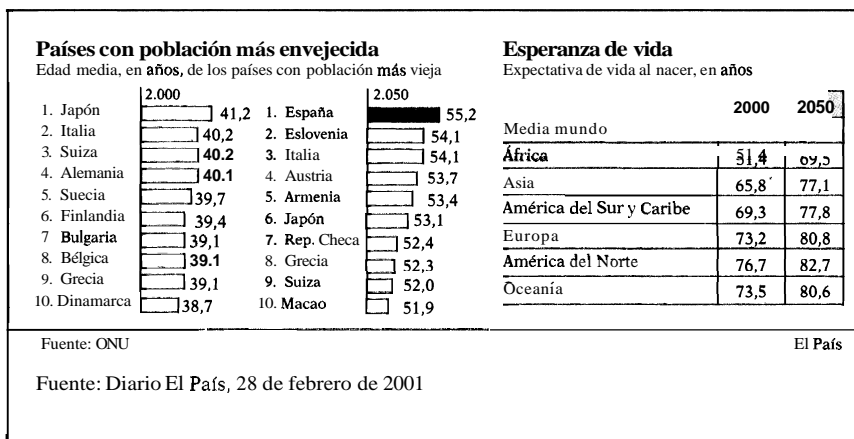 Países con población más envejecida
Edad media, en años, de los países con población más vieja
2.000
1. Japón 41,2
2. Italia 40,2
3. Suiza 40.2
4. Alemania 40.1
5. Suecia 39,7
6. Finlandia 39,4
7 Bulgaria 39,1
8. Bélgica 39.1
9. Grecia 39,1
10. Dinamarca 38,7
2.050
1. España 55,2
2. Eslovenia 54,1
3. Italia 54,1
4. Austria 53,7
5. Armenia 53,4
6. Japón 53,1
7. Rep. Checa 52,4
8. Grecia 52,3
9. Suiza 52,0
10. Macao 51,9
Esperanza de vida
Expectativa de vida al nacer, en años
2000 2050
Media mundo
África 51,4 69,5
Asia 65,8 77,1
América del Sur y Caribe 69,3 77,8
Europa 73,2 80,8
América del Norte 76,7 82,7
Oceanía 73,5 80,6
Fuente: ONU
El País
Fuente: Diario El País, 28 de febrero de 2001